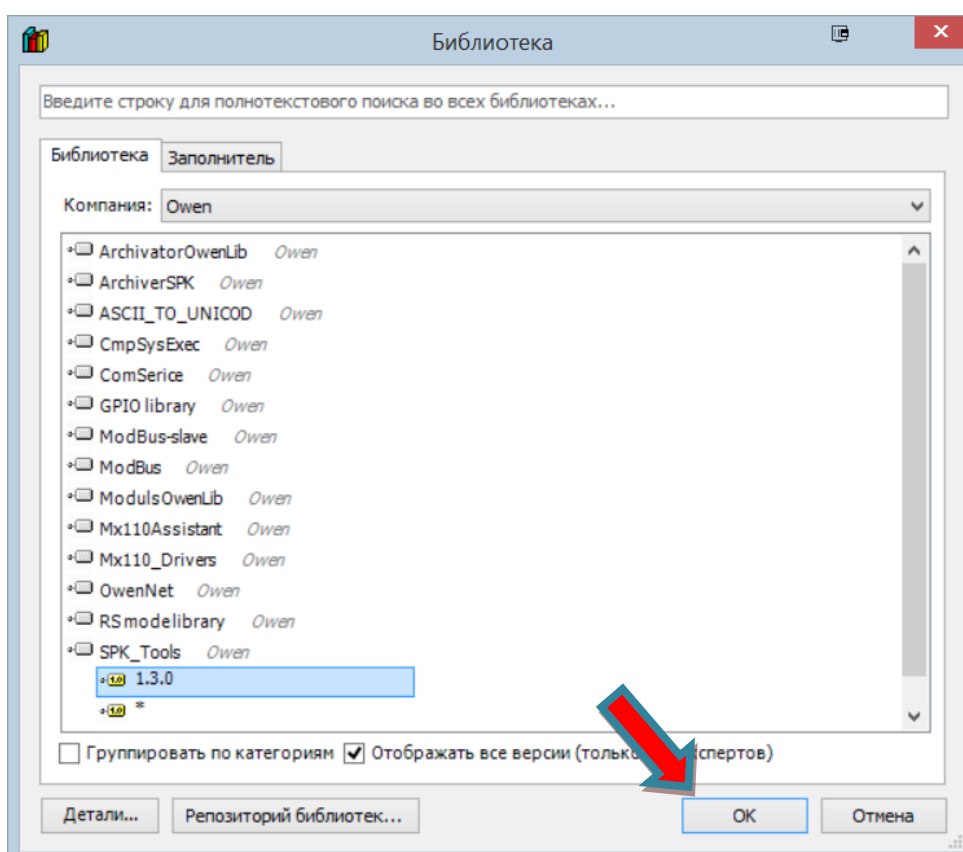 Библиотека
Введите строку для полнотекстового поиска во всех библиотеках...
Библиотека Заполнитель
Компания: Owen
ArchivatorOwenLib Owen
ArchiverSPK Owen
ASCII_TO_UNICOD Owen
CmpSysExec Owen
ComSerice Owen
GPIO library Owen
ModBus-slave Owen
ModBus Owen
ModulsOwenLib Owen
Mx110Assistant Owen
Mx110_Drivers Owen
OwenNet Owen
RSmodelibrary Owen
SPK_Tools Owen
1.3.0
*
Группировать по категориям Отображать все версии (только
Детали... Репозиторий библиотек... OK Отмена